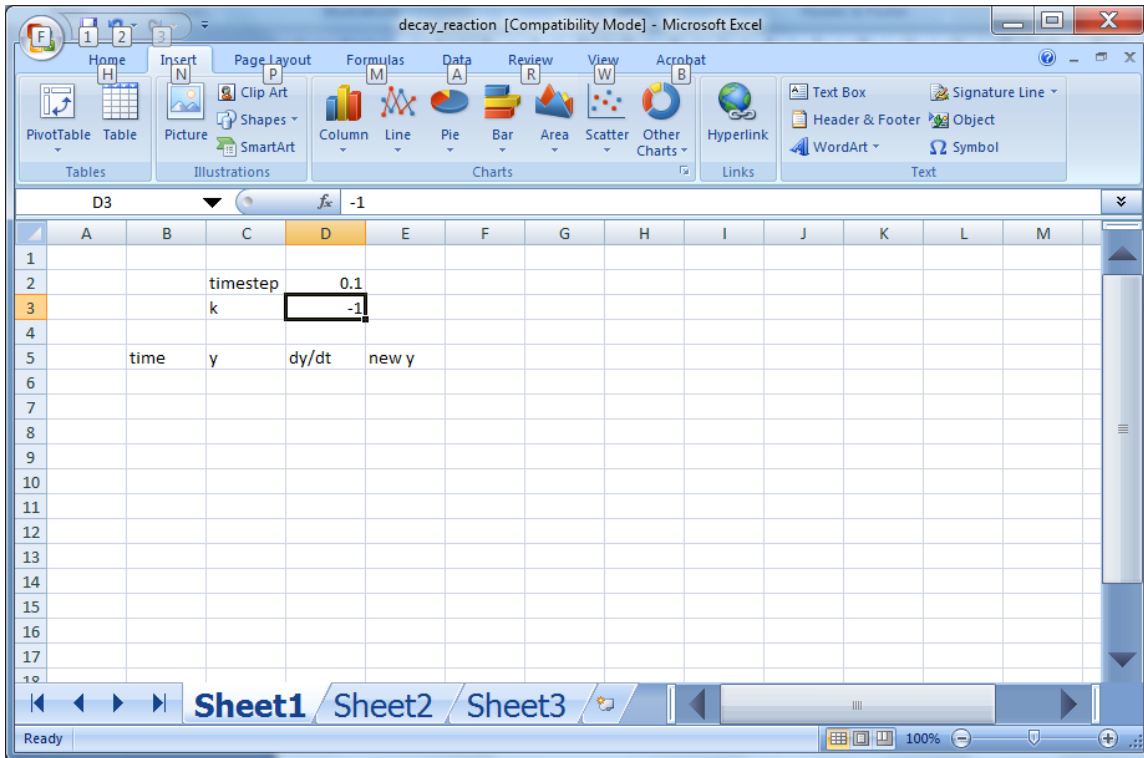 decay_reaction [Compatibility Mode] - Microsoft Excel
F 1 2 3
Home Insert Page Layout Formulas Data Review View Acrobat
H N P M A R W B
PivotTable Table Picture Clip Art Shapes SmartArt Column Line Pie Bar Area Scatter Other Charts Hyperlink Text Box Header & Footer WordArt Signature Line Object Symbol
Tables Illustrations Charts Links Text
D3 fx -1
A B C D E F G H I J K L M
1
2 timestep 0.1
3 k -1
4
5 time y dy/dt new y
6
7
8
9
10
11
12
13
14
15
16
17
18
Sheet1 Sheet2 Sheet3
Ready 100%